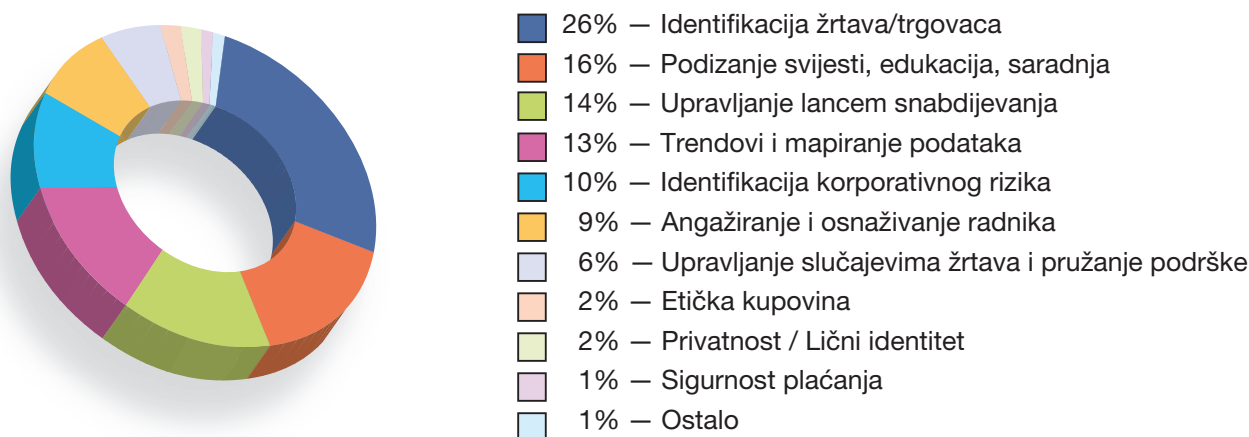 26% — Identifikacija žrtava/trgovaca
16% — Podizanje svijesti, edukacija, saradnja
14% — Upravljanje lancem snabdijevanja
13% — Trendovi i mapiranje podataka
10% — Identifikacija korporativnog rizika
9% — Angažiranje i osnaživanje radnika
6% — Upravljanje slučajevima žrtava i pružanje podrške
2% — Etička kupovina
2% — Privatnost / Lični identitet
1% — Sigurnost plaćanja
1% — Ostalo